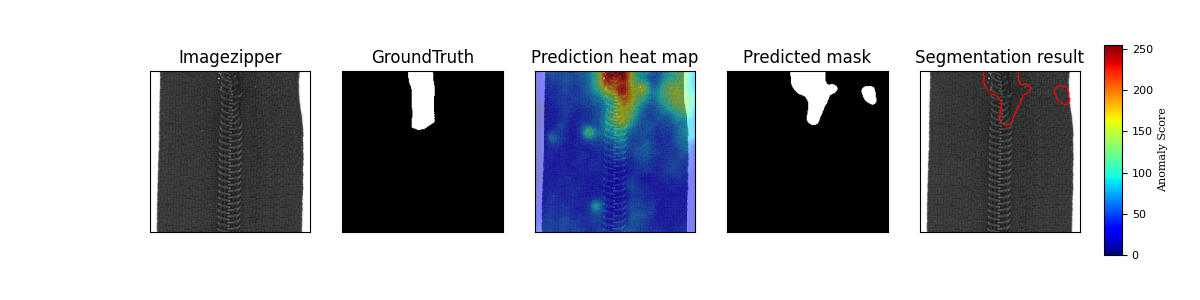 Imagezipper
GroundTruth
Prediction heat map
Predicted mask
Segmentation result
250
200
150
100
50
0
Anomaly Score